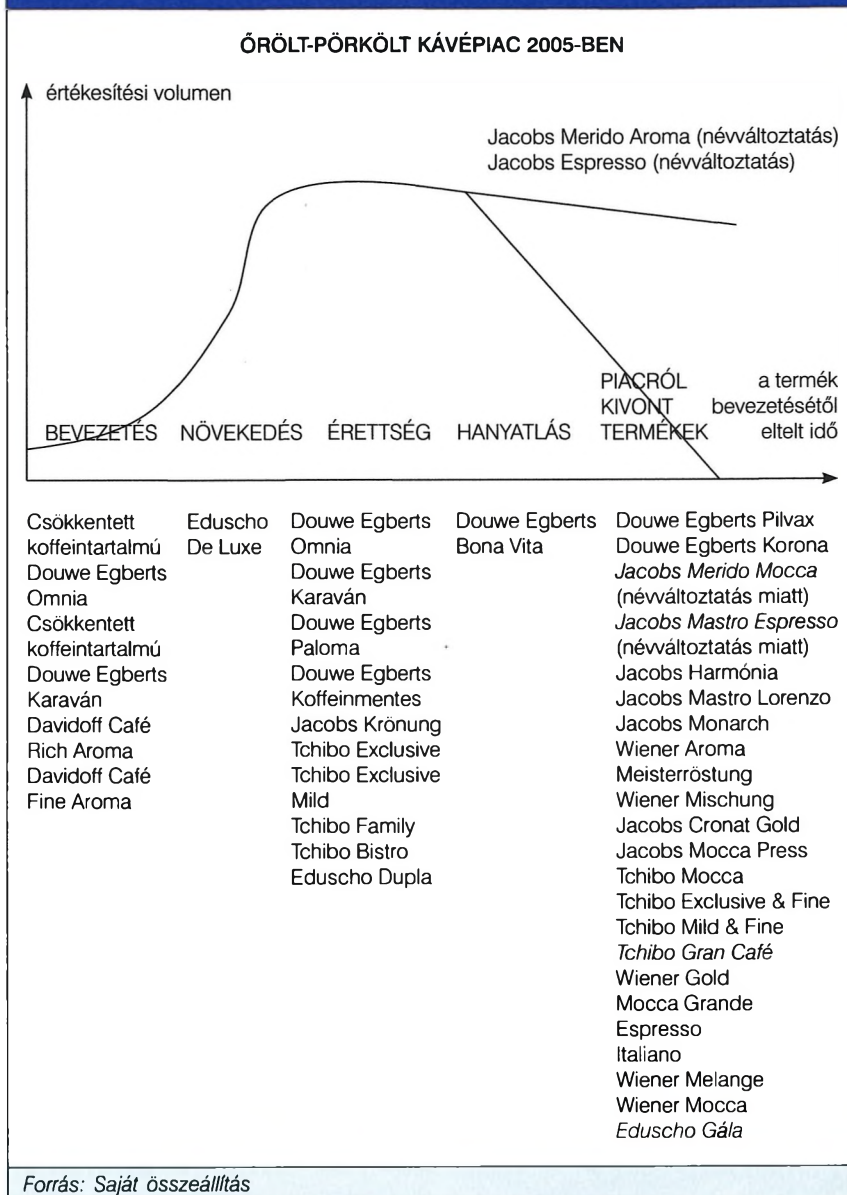 ŐRÖLT-PÖRKÖLT KÁVÉPIAC 2005-BEN
értékesítési volumen
Jacobs Merido Aroma (névváltoztatás)
Jacobs Espresso (névváltoztatás)
BEVEZETÉS
NÖVEKEDÉS
ÉRETTSÉG
HANYATLÁS
PIACRÓL
KIVONT
TERMÉKEK
a termék
bevezetésétől
eltelt idő
Csökkentett
koffeintartalmú
Douwe Egberts
Omnia
Csökkentett
koffeintartalmú
Douwe Egberts
Karaván
Davidoff Café
Rich Aroma
Davidoff Café
Fine Aroma
Eduscho
De Luxe
Douwe Egberts
Omnia
Douwe Egberts
Karaván
Douwe Egberts
Paloma
Douwe Egberts
Koffeinmentes
Jacobs Krönung
Tchibo Exclusive
Tchibo Exclusive
Mild
Tchibo Family
Tchibo Bistro
Eduscho Dupla
Douwe Egberts
Bona Vita
Douwe Egberts Pilvax
Douwe Egberts Korona
Jacobs Merido Mocca
(névváltoztatás miatt)
Jacobs Mastro Espresso
(névváltoztatás miatt)
Jacobs Harmónia
Jacobs Mastro Lorenzo
Jacobs Monarch
Wiener Aroma
Meisterröstung
Wiener Mischung
Jacobs Cronat Gold
Jacobs Mocca Press
Tchibo Mocca
Tchibo Exclusive & Fine
Tchibo Mild & Fine
Tchibo Gran Café
Wiener Gold
Mocca Grande
Espresso
Italiano
Wiener Melange
Wiener Mocca
Eduscho Gála
Forrás: Saját összeállítás